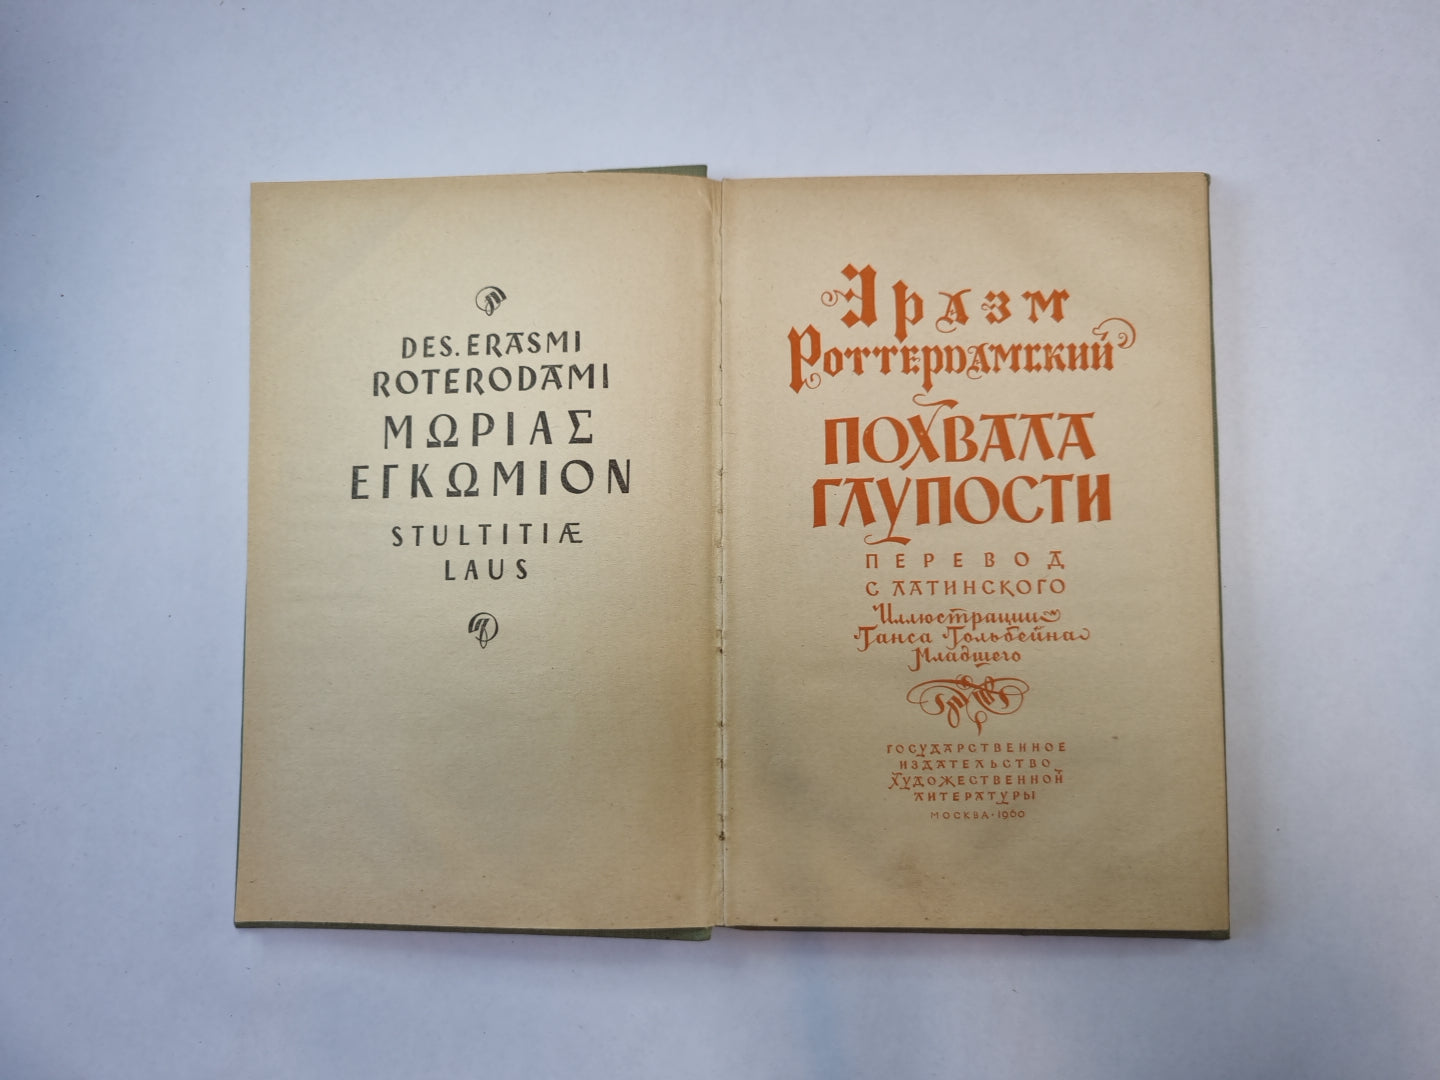 DES. ERASMI
ROTERODAMI
ΜΩΡΙΑΣ
ΕΓΚΩΜΙΟΝ
STULTITIÆ
LAUS
Эразм
Роттердамский
ПОХВАЛА
ГЛУПОСТИ
ПЕРЕВОД
С ЛАТИНСКОГО
Иллюстрации
Ганса Гольбейна
Младшего
ГОСУДАРСТВЕННОЕ
ИЗДАТЕЛЬСТВО
ХУДОЖЕСТВЕННОЙ
ЛИТЕРАТУРЫ
МОСКВА · 1960